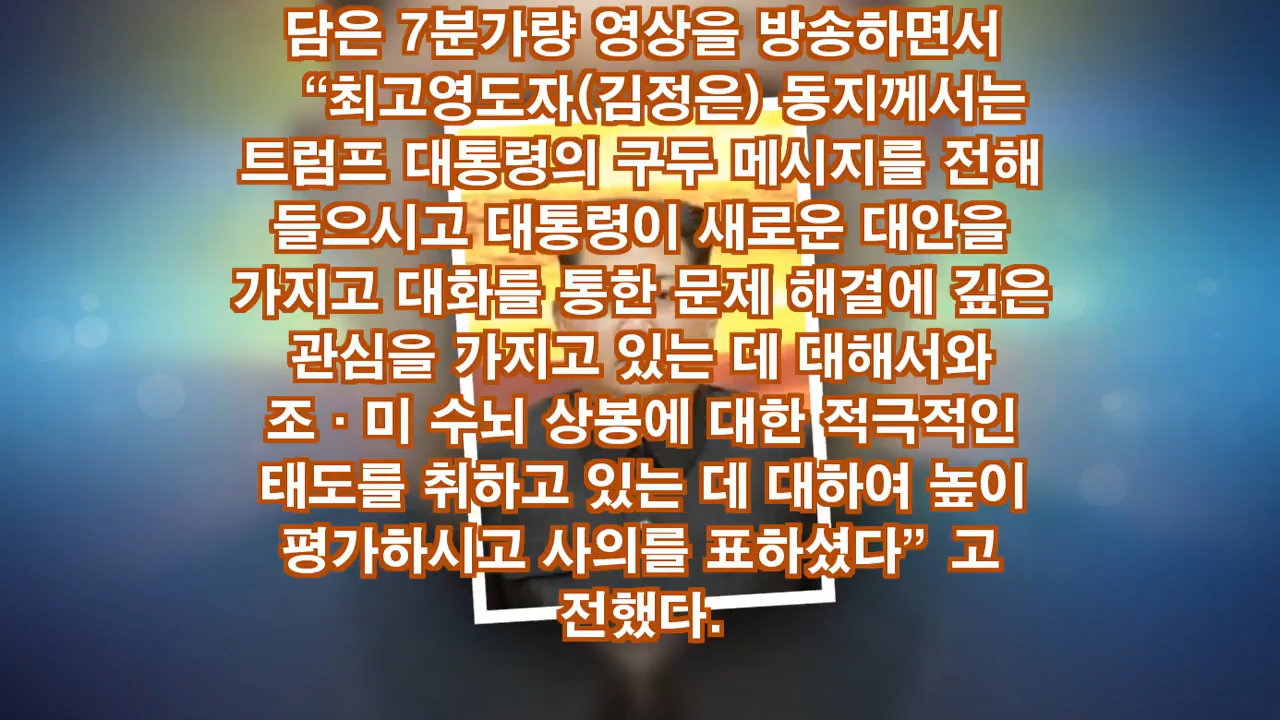 담은 7분가량 영상을 방송하면서
“최고영도자(김정은) 동지께서는
트럼프 대통령의 구두 메시지를 전해
들으시고 대통령이 새로운 대안을
가지고 대화를 통한 문제 해결에 깊은
관심을 가지고 있는 데 대해서와
조·미 수뇌 상봉에 대한 적극적인
태도를 취하고 있는 데 대하여 높이
평가하시고 사의를 표하셨다” 고
전했다.